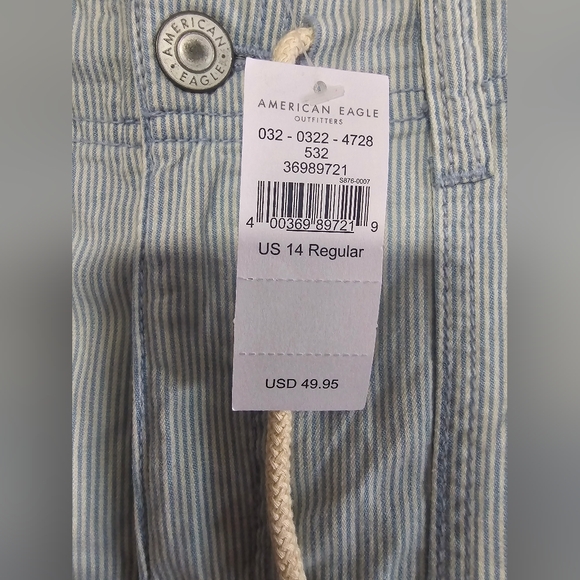 AMERICAN
EAGLE
AMERICAN EAGLE
OUTFITTERS
032 - 0322 - 4728
532
36989721
S876-0007
4 00369 89721 9
US 14 Regular
USD 49.95